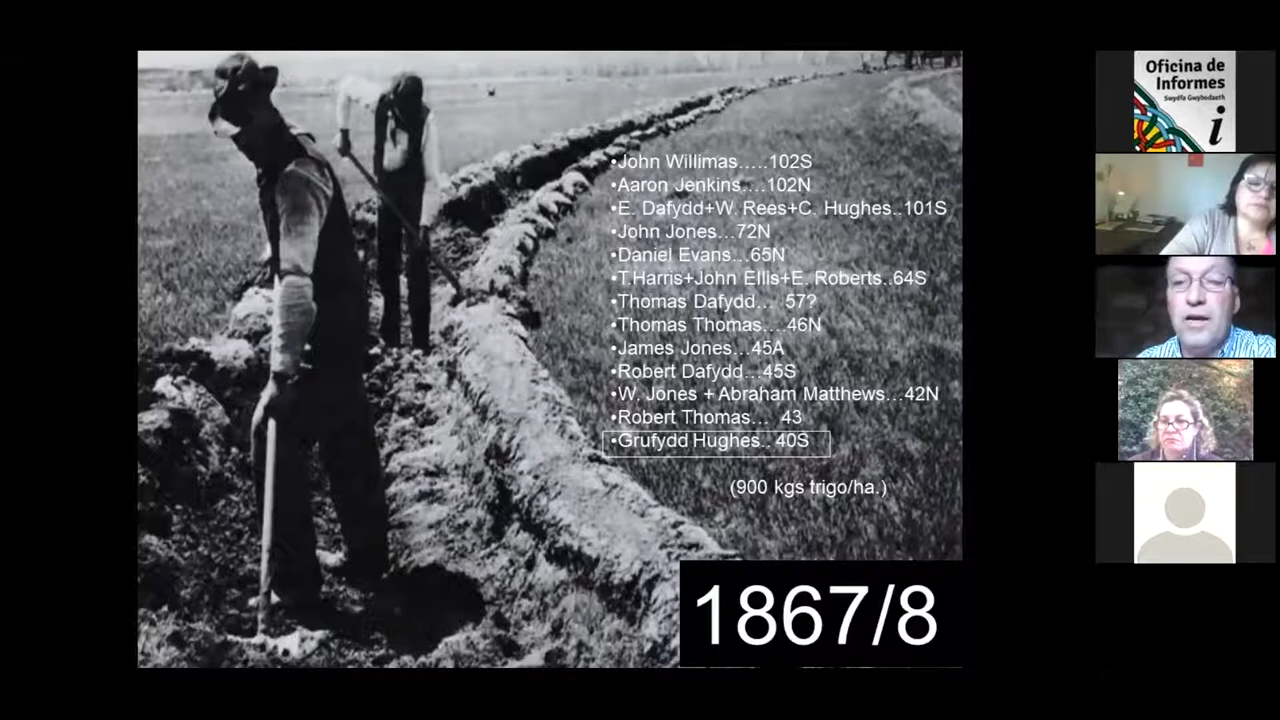 •John Willimas.....102S
•Aaron Jenkins....102N
•E. Dafydd+W. Rees+C. Hughes..101S
•John Jones...72N
•Daniel Evans...65N
•T.Harris+John Ellis+E. Roberts..64S
•Thomas Dafydd... 57?
•Thomas Thomas....46N
•James Jones...45A
•Robert Dafydd...45S
•W. Jones + Abraham Matthews...42N
•Robert Thomas... 43
•Grufydd Hughes.. 40S
(900 kgs trigo/ha.)
1867/8
Oficina de
Informes
Swyddfa Gwybodaeth
i